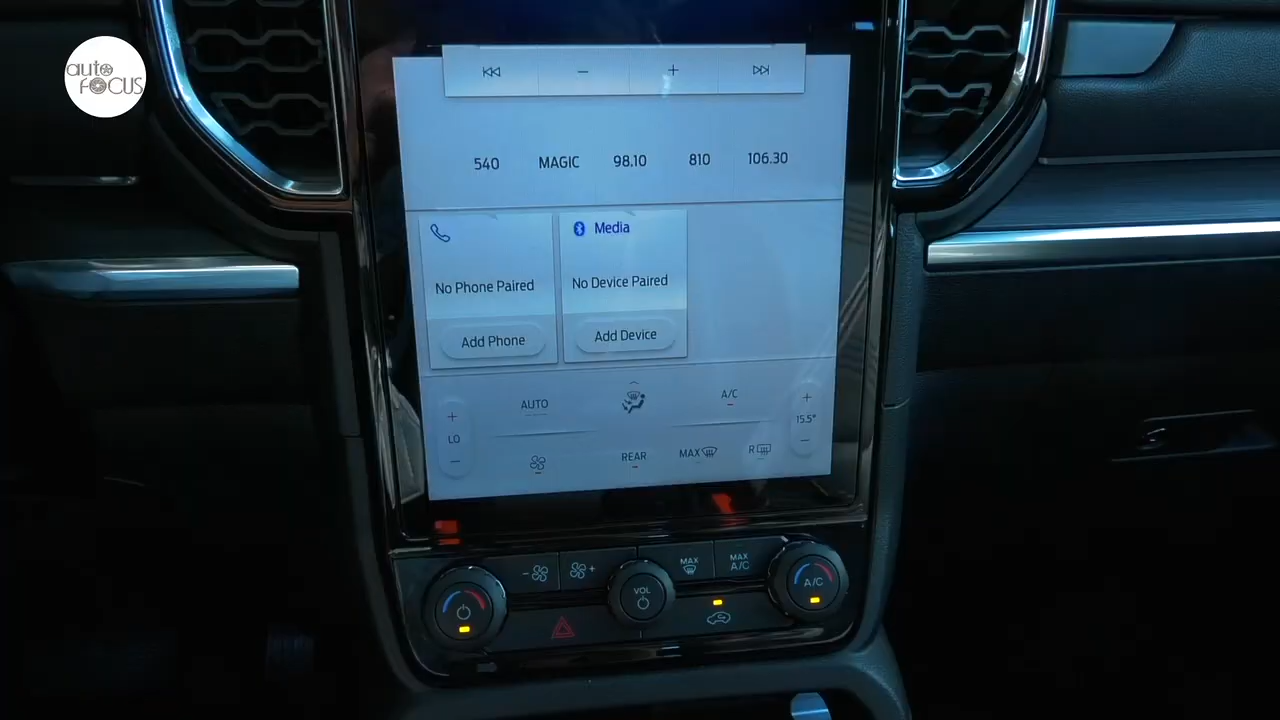 auto
FOCUS
540 MAGIC 98.10 810 106.30
Media
No Phone Paired
No Device Paired
Add Phone
Add Device
AUTO
A/C
LO
15.5°
REAR
MAX
R
MAX
MAX
A/C
VOL
A/C